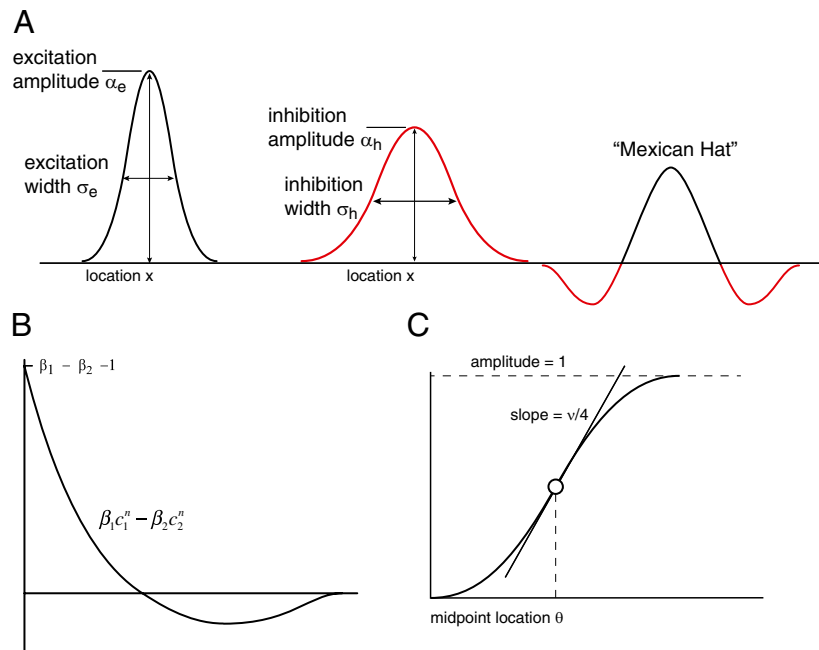 A
excitation
amplitude αe
excitation
width σe
location x
inhibition
amplitude αh
inhibition
width σh
location x
“Mexican Hat”
B
β1 – β2 –1
β1c1^n – β2c2^n
C
amplitude = 1
slope = ν/4
midpoint location θ